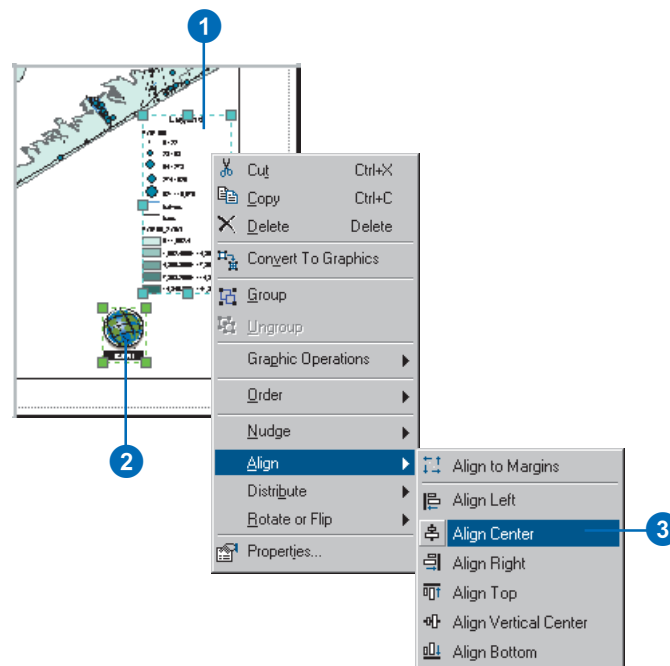 1
Legend
Cut Ctrl+X
Copy Ctrl+C
Delete Delete
Convert To Graphics
Group
Ungroup
Graphic Operations
Order
Nudge
Align
Distribute
Rotate or Flip
Properties...
2
Align to Margins
Align Left
Align Center
3
Align Right
Align Top
Align Vertical Center
Align Bottom